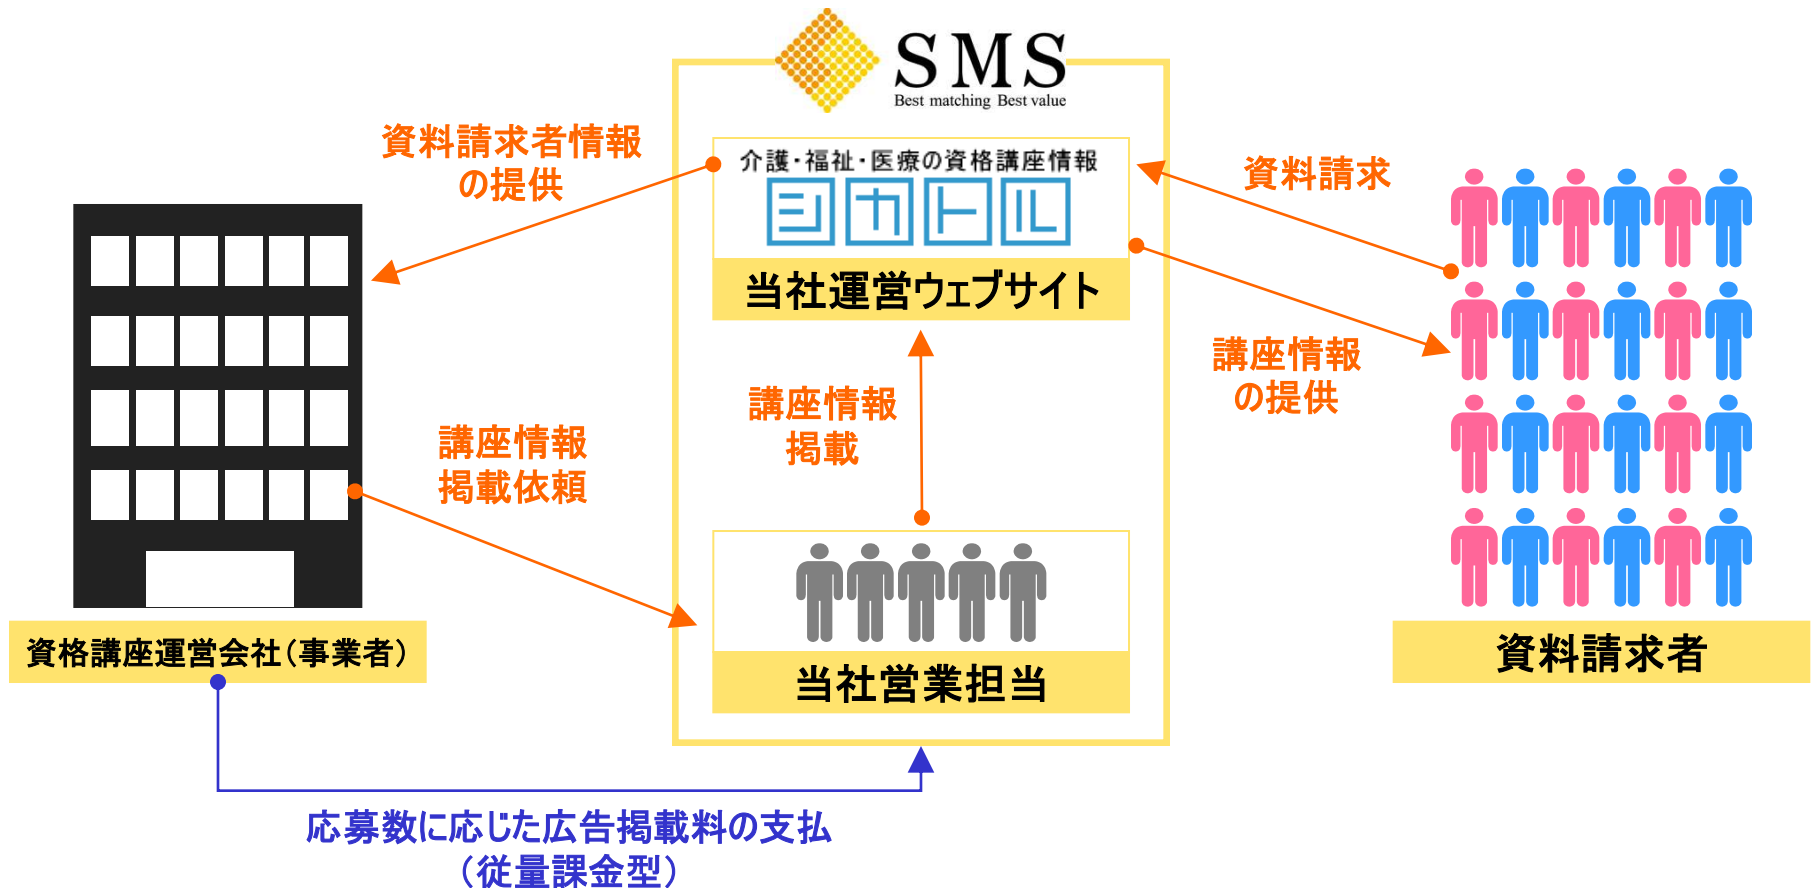 SMS
Best matching Best value
資料請求者情報
の提供
介護・福祉・医療の資格講座情報
シカトル
当社運営ウェブサイト
資料請求
講座情報
の提供
講座情報
掲載
講座情報
掲載依頼
資格講座運営会社（事業者）
当社営業担当
資料請求者
応募数に応じた広告掲載料の支払
（従量課金型）